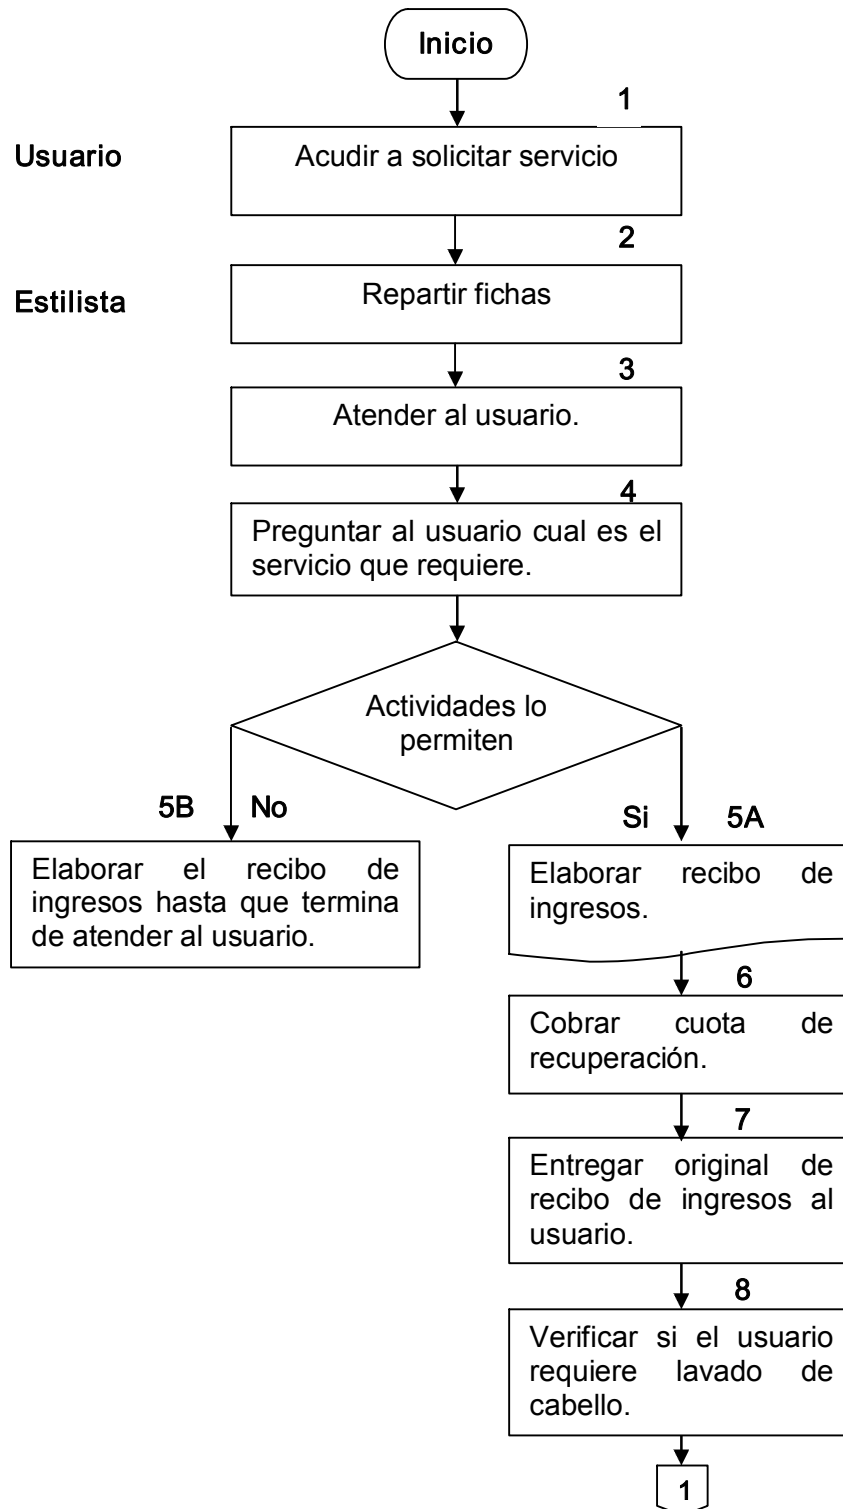 Inicio
1
Usuario
Acudir a solicitar servicio
2
Estilista
Repartir fichas
3
Atender al usuario.
4
Preguntar al usuario cual es el
servicio que requiere.
Actividades lo
permiten
5B No
Si 5A
Elaborar el recibo de
ingresos hasta que termina
de atender al usuario.
Elaborar recibo de
ingresos.
6
Cobrar cuota de
recuperación.
7
Entregar original de
recibo de ingresos al
usuario.
8
Verificar si el usuario
requiere lavado de
cabello.
1